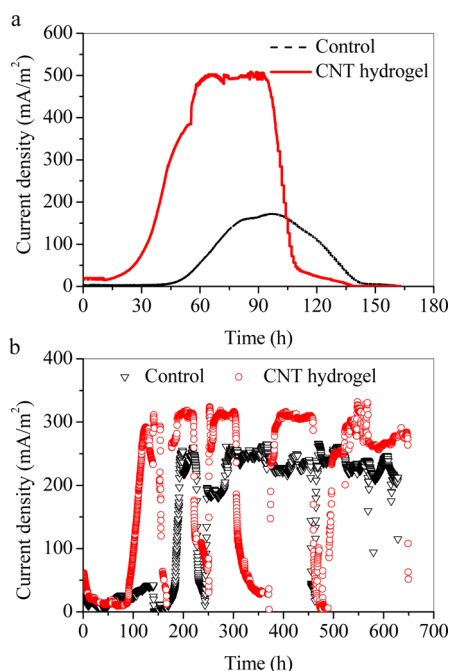 a
Control
CNT hydrogel
Current density (mA/m²)
600
500
400
300
200
100
0
0 30 60 90 120 150 180
Time (h)
b
Control CNT hydrogel
Current density (mA/m²)
400
300
200
100
0
0 100 200 300 400 500 600 700
Time (h)